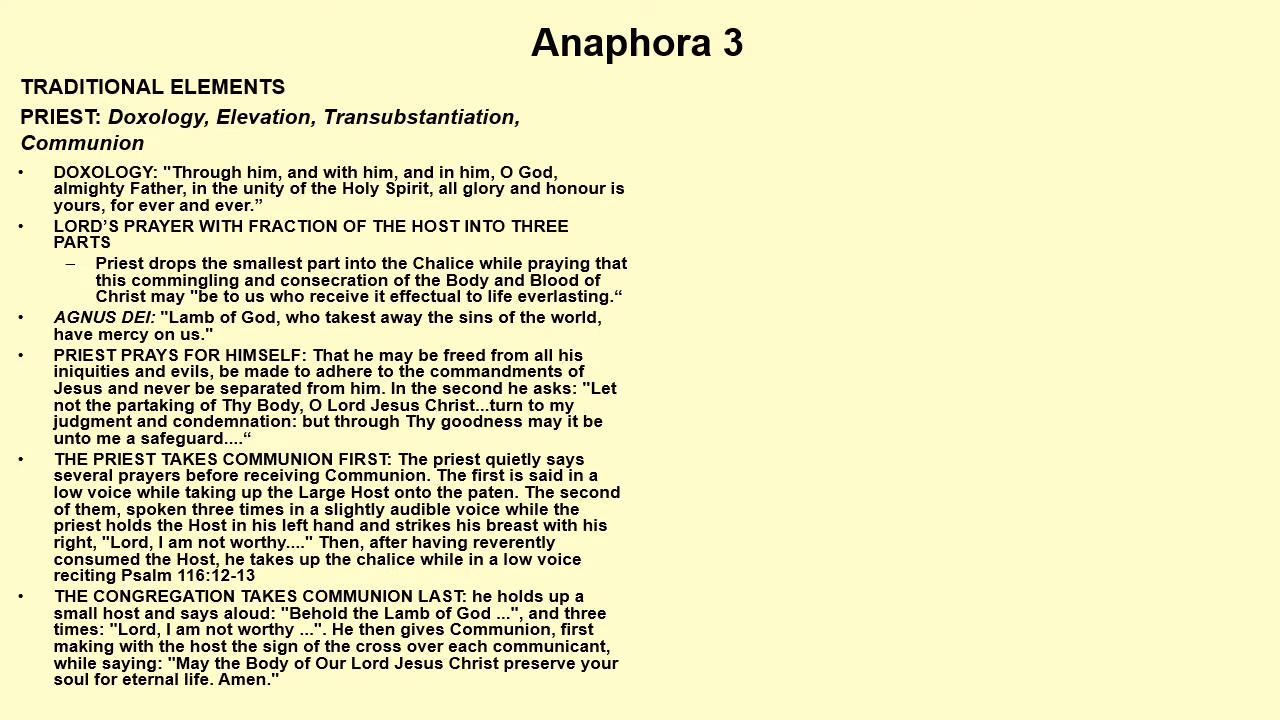 Anaphora 3
TRADITIONAL ELEMENTS
PRIEST: Doxology, Elevation, Transubstantiation,
Communion
• DOXOLOGY: "Through him, and with him, and in him, O God,
almighty Father, in the unity of the Holy Spirit, all glory and honour is
yours, for ever and ever.”
• LORD’S PRAYER WITH FRACTION OF THE HOST INTO THREE
PARTS
– Priest drops the smallest part into the Chalice while praying that
this commingling and consecration of the Body and Blood of
Christ may "be to us who receive it effectual to life everlasting.“
• AGNUS DEI: "Lamb of God, who takest away the sins of the world,
have mercy on us."
• PRIEST PRAYS FOR HIMSELF: That he may be freed from all his
iniquities and evils, be made to adhere to the commandments of
Jesus and never be separated from him. In the second he asks: "Let
not the partaking of Thy Body, O Lord Jesus Christ...turn to my
judgment and condemnation: but through Thy goodness may it be
unto me a safeguard....“
• THE PRIEST TAKES COMMUNION FIRST: The priest quietly says
several prayers before receiving Communion. The first is said in a
low voice while taking up the Large Host onto the paten. The second
of them, spoken three times in a slightly audible voice while the
priest holds the Host in his left hand and strikes his breast with his
right, "Lord, I am not worthy...." Then, after having reverently
consumed the Host, he takes up the chalice while in a low voice
reciting Psalm 116:12-13
• THE CONGREGATION TAKES COMMUNION LAST: he holds up a
small host and says aloud: "Behold the Lamb of God ...", and three
times: "Lord, I am not worthy ...". He then gives Communion, first
making with the host the sign of the cross over each communicant,
while saying: "May the Body of Our Lord Jesus Christ preserve your
soul for eternal life. Amen."